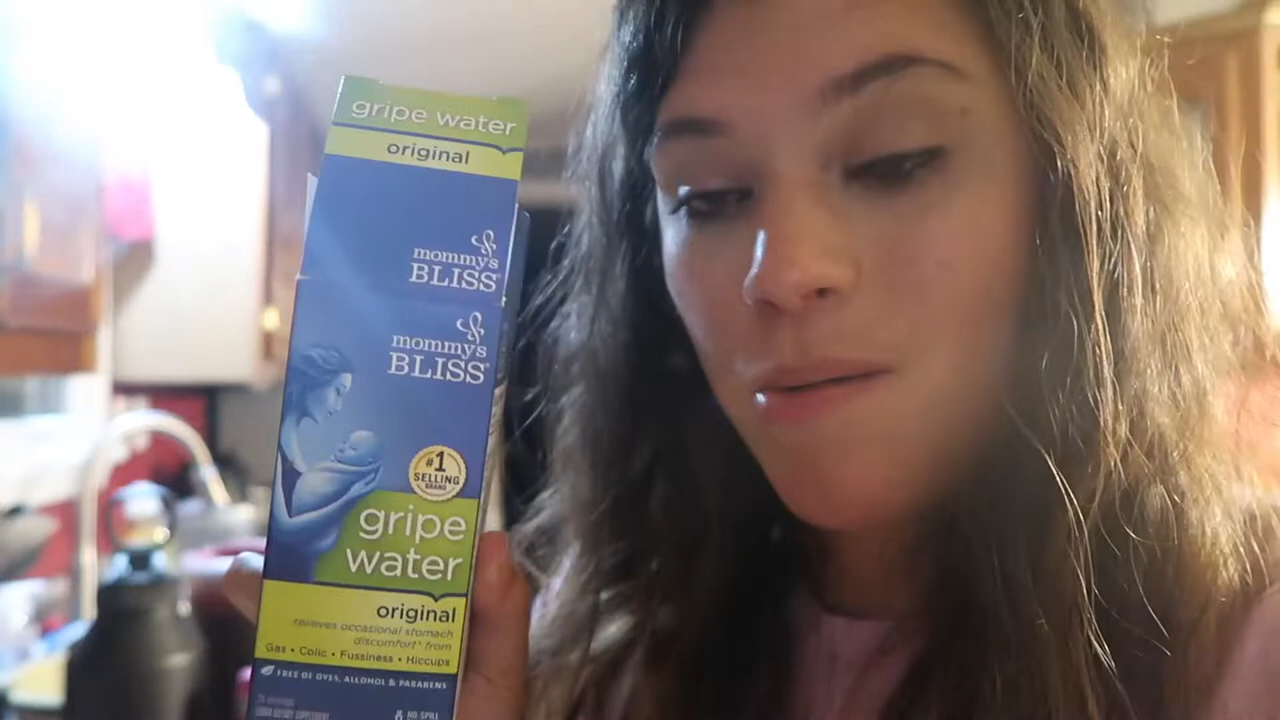 gripe water
original
mommy's
BLISS
mommy's
BLISS
#1
SELLING
BRAND
gripe
water
original
relieves occasional stomach
discomfort* from
Gas • Colic • Fussiness • Hiccups
FREE OF DYES, ALCOHOL & PARABENS
NO SPILL